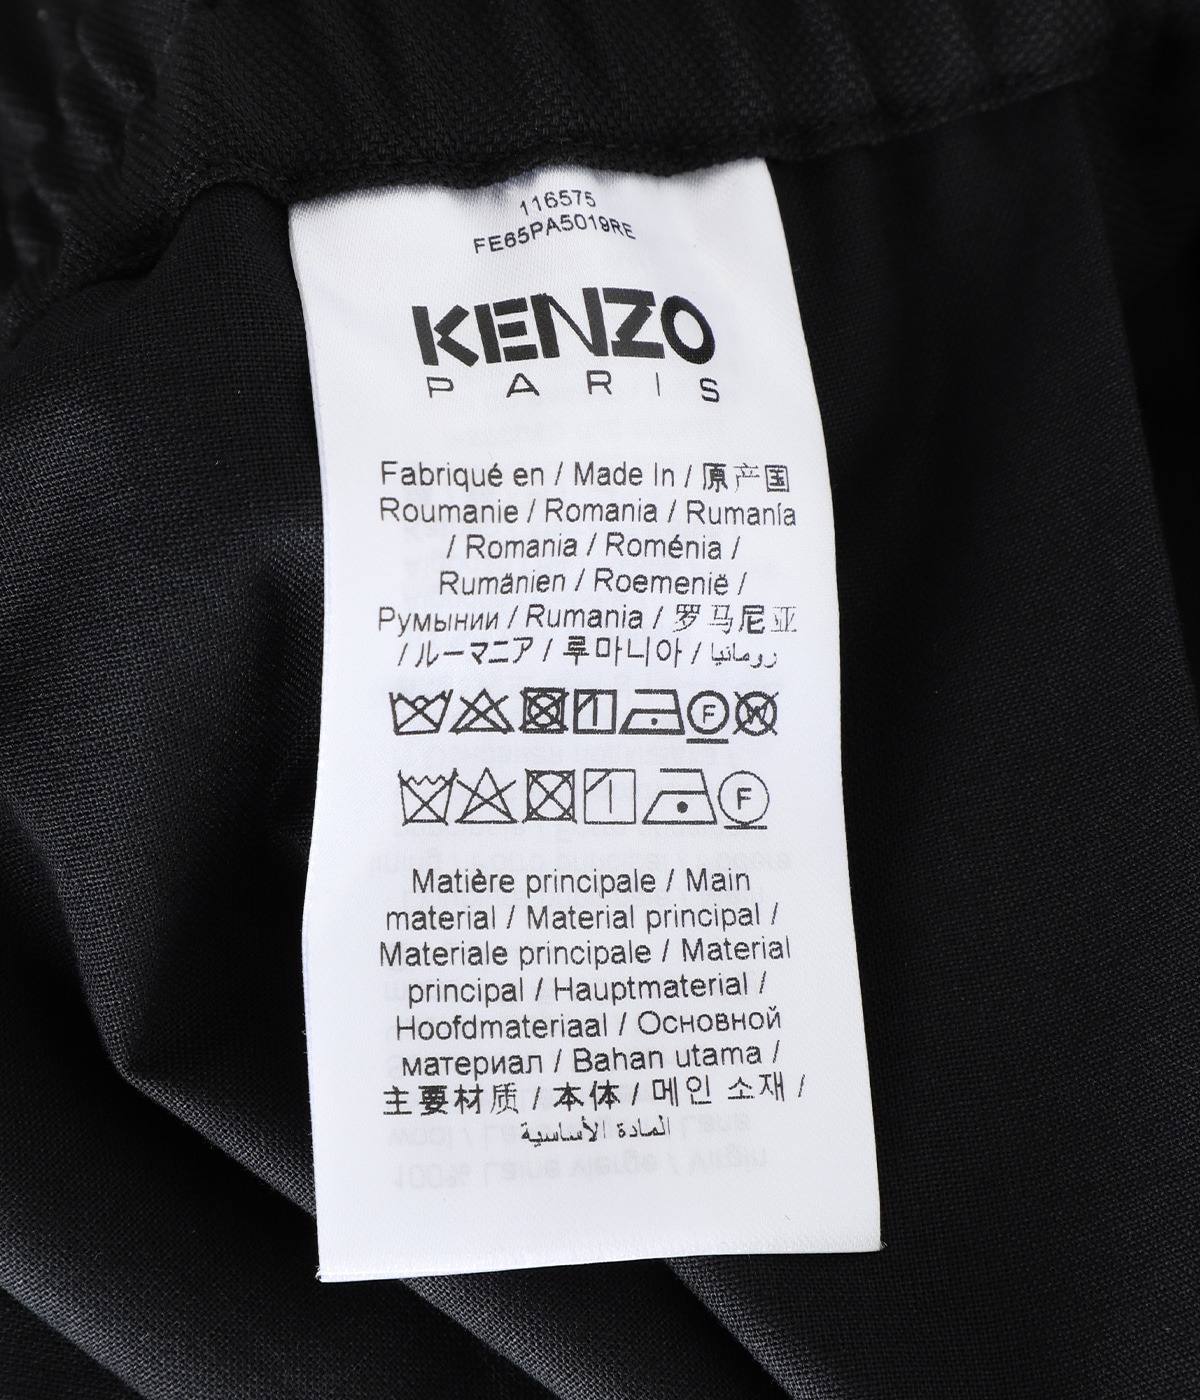 116575
FE65PA5019RE
KENZO
PARIS
Fabriqué en / Made In / 原产国
Roumanie / Romania / Rumanía
/ Romania / Roménia /
Rumänien / Roemenië /
Румынии / Rumania / 罗马尼亚
/ ルーマニア / 루마니아 / رومانيا
F W
F
Matière principale / Main
material / Material principal /
Materiale principale / Material
principal / Hauptmaterial /
Hoofdmateriaal / Основной
материал / Bahan utama /
主要材质 / 本体 / 메인 소재 /
المادة الأساسية